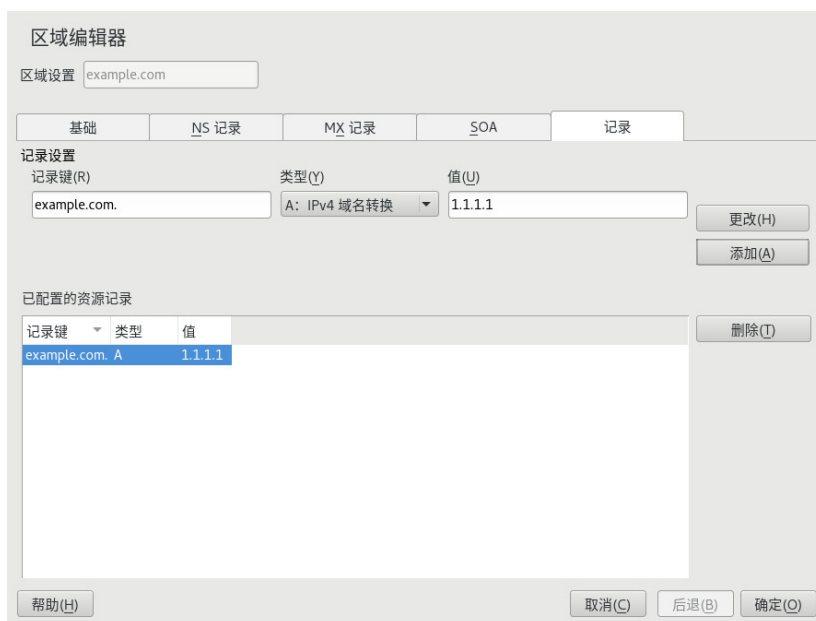 区域编辑器
区域设置 example.com
基础 NS 记录 MX 记录 SOA 记录
记录设置
记录键(R) 类型(Y) 值(U)
example.com. A：IPv4 域名转换 1.1.1.1
更改(H)
添加(A)
已配置的资源记录
记录键 类型 值 删除(T)
example.com. A 1.1.1.1
帮助(H) 取消(C) 后退(B) 确定(O)